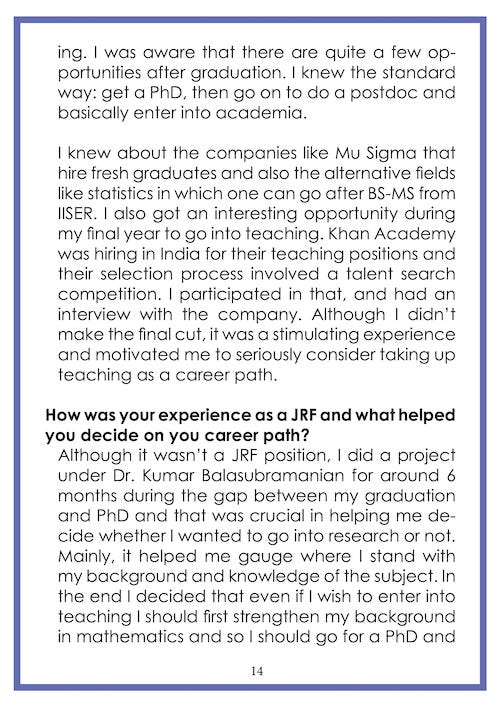 ing. I was aware that there are quite a few op-
portunities after graduation. I knew the standard
way: get a PhD, then go on to do a postdoc and
basically enter into academia.
I knew about the companies like Mu Sigma that
hire fresh graduates and also the alternative fields
like statistics in which one can go after BS-MS from
IISER. I also got an interesting opportunity during
my final year to go into teaching. Khan Academy
was hiring in India for their teaching positions and
their selection process involved a talent search
competition. I participated in that, and had an
interview with the company. Although I didn't
make the final cut, it was a stimulating experience
and motivated me to seriously consider taking up
teaching as a career path.
How was your experience as a JRF and what helped
you decide on you career path?
Although it wasn't a JRF position, I did a project
under Dr. Kumar Balasubramanian for around 6
months during the gap between my graduation
and PhD and that was crucial in helping me de-
cide whether I wanted to go into research or not.
Mainly, it helped me gauge where I stand with
my background and knowledge of the subject. In
the end I decided that even if I wish to enter into
teaching I should first strengthen my background
in mathematics and so I should go for a PhD and
14